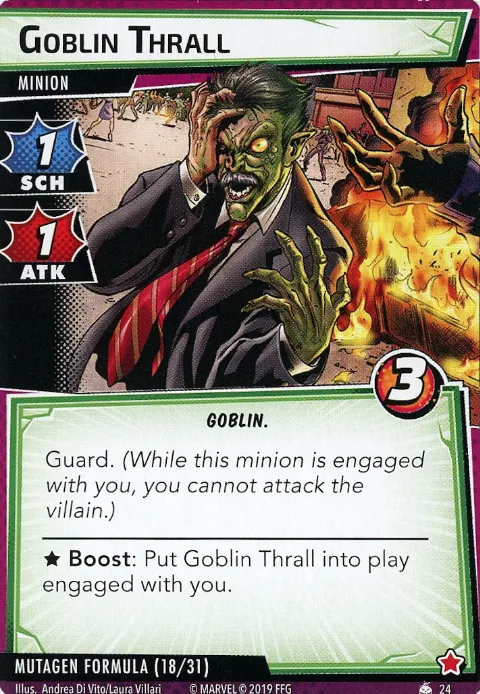 GOBLIN THRALL
MINION
1
SCH
1
ATK
3
GOBLIN.
Guard. (While this minion is engaged
with you, you cannot attack the
villain.)
★ Boost: Put Goblin Thrall into play
engaged with you.
MUTAGEN FORMULA (18/31)
Illus. Andrea Di Vito/Laura Villari
© MARVEL © 2019 FFG
24